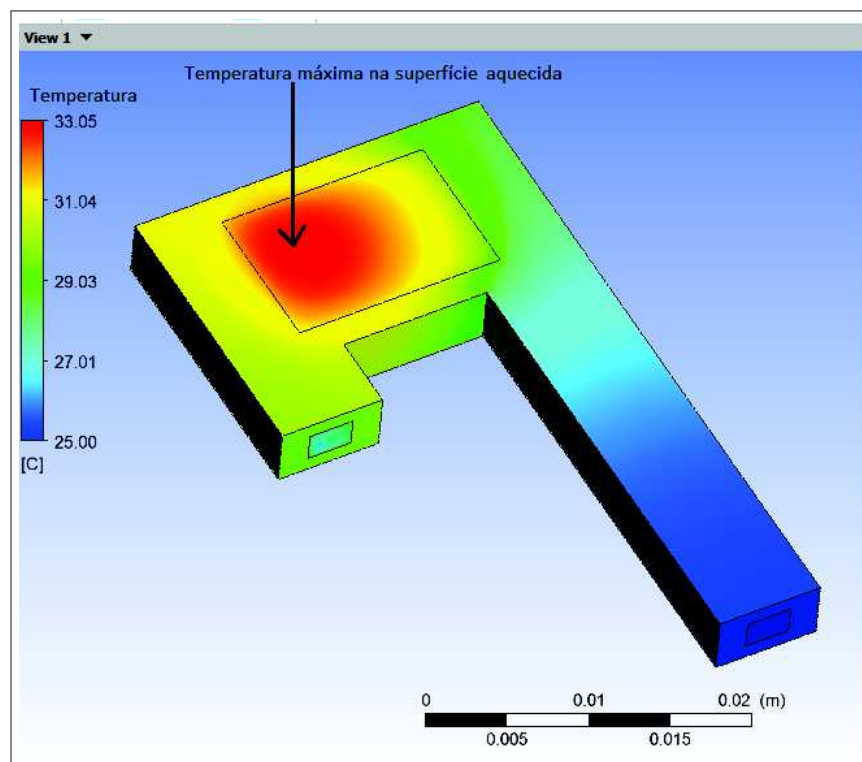 View 1
Temperatura máxima na superfície aquecida
Temperatura
33.05
31.04
29.03
27.01
25.00
[C]
0 0.01 0.02 (m)
0.005 0.015